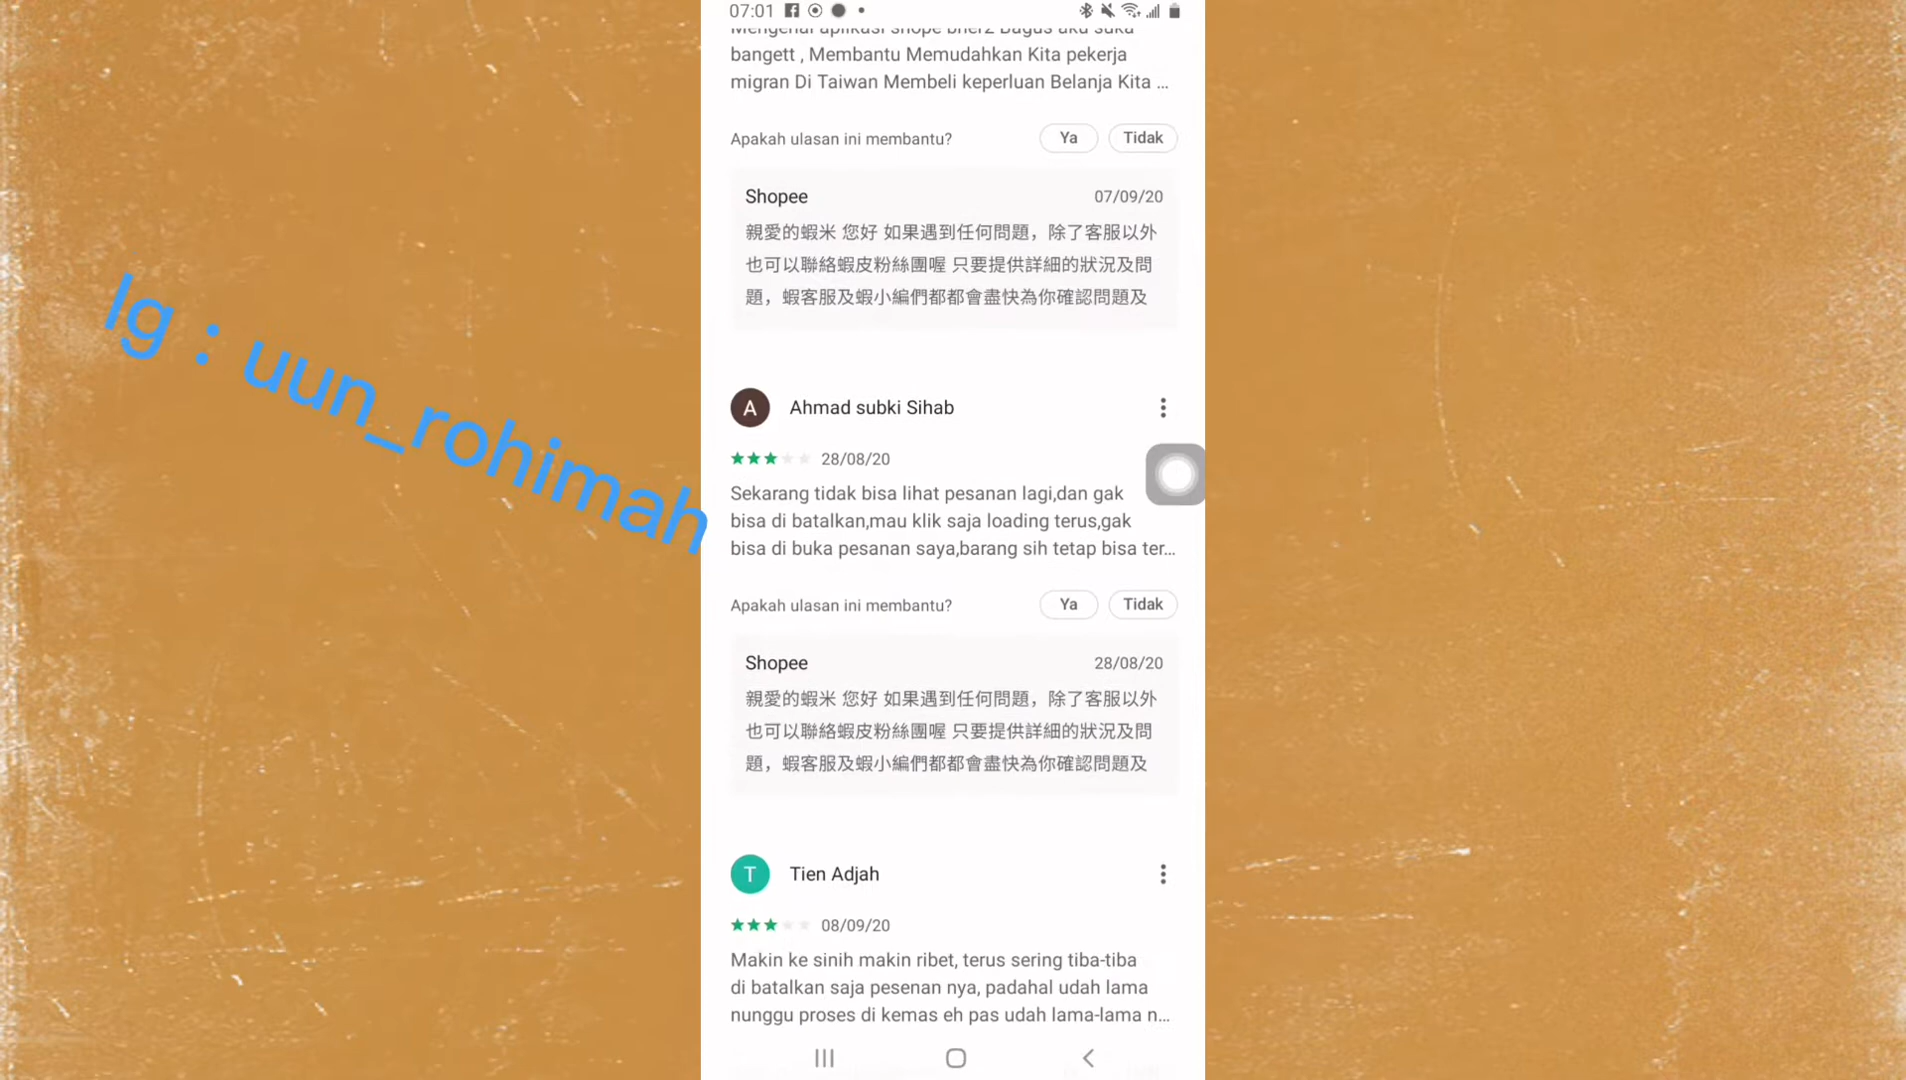 07:01
Mengenai aplikasi shope bner2 Bagus aku suka
bangett , Membantu Memudahkan Kita pekerja
migran Di Taiwan Membeli keperluan Belanja Kita ...
Apakah ulasan ini membantu?
Ya
Tidak
Shopee
07/09/20
親愛的蝦米 您好 如果遇到任何問題，除了客服以外
也可以聯絡蝦皮粉絲團喔 只要提供詳細的狀況及問
題，蝦客服及蝦小編們都都會盡快為你確認問題及
Ig : uun_rohimah
A
Ahmad subki Sihab
28/08/20
Sekarang tidak bisa lihat pesanan lagi,dan gak
bisa di batalkan,mau klik saja loading terus,gak
bisa di buka pesanan saya,barang sih tetap bisa ter...
Apakah ulasan ini membantu?
Ya
Tidak
Shopee
28/08/20
親愛的蝦米 您好 如果遇到任何問題，除了客服以外
也可以聯絡蝦皮粉絲團喔 只要提供詳細的狀況及問
題，蝦客服及蝦小編們都都會盡快為你確認問題及
T
Tien Adjah
08/09/20
Makin ke sinih makin ribet, terus sering tiba-tiba
di batalkan saja pesenan nya, padahal udah lama
nunggu proses di kemas eh pas udah lama-lama n...